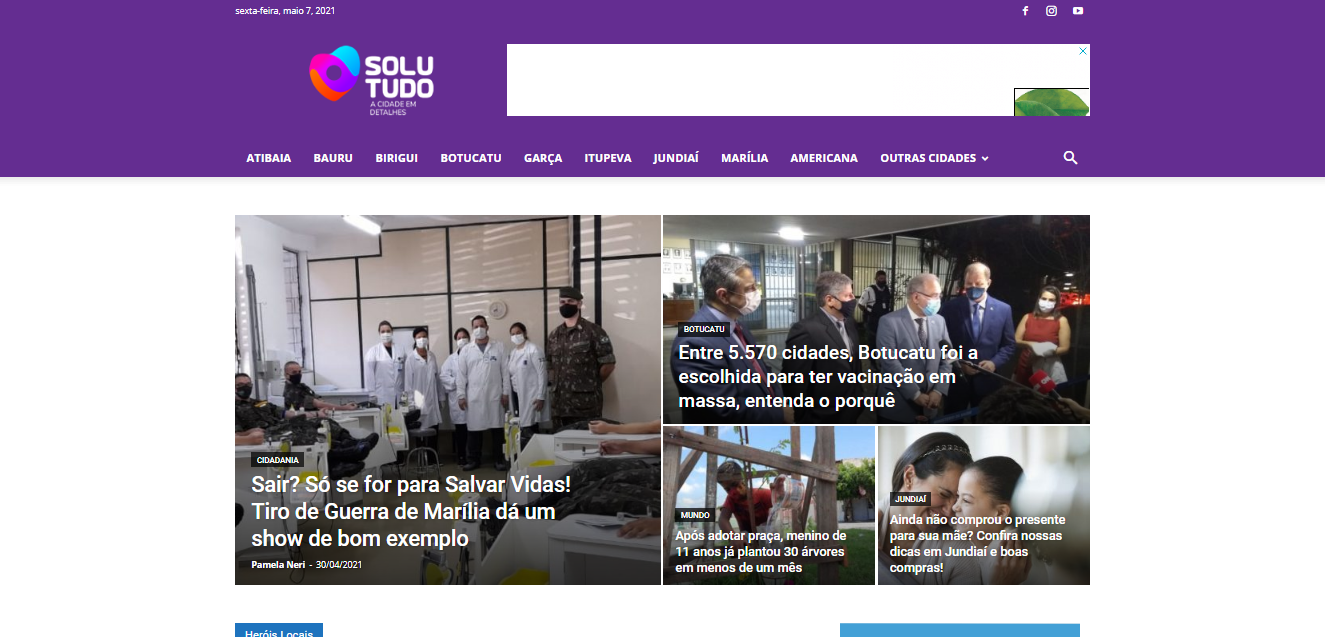 sexta-feira, maio 7, 2021
SOLU
TUDO
A CIDADE EM
DETALHES
ATIBAIA BAURU BIRIGUI BOTUCATU GARÇA ITUPEVA JUNDIAÍ MARÍLIA AMERICANA OUTRAS CIDADES
CIDADANIA
Sair? Só se for para Salvar Vidas!
Tiro de Guerra de Marília dá um
show de bom exemplo
Pamela Neri - 30/04/2021
BOTUCATU
Entre 5.570 cidades, Botucatu foi a
escolhida para ter vacinação em
massa, entenda o porquê
MUNDO
Após adotar praça, menino de
11 anos já plantou 30 árvores
em menos de um mês
JUNDIAÍ
Ainda não comprou o presente
para sua mãe? Confira nossas
dicas em Jundiaí e boas
compras!
Heróis Locais